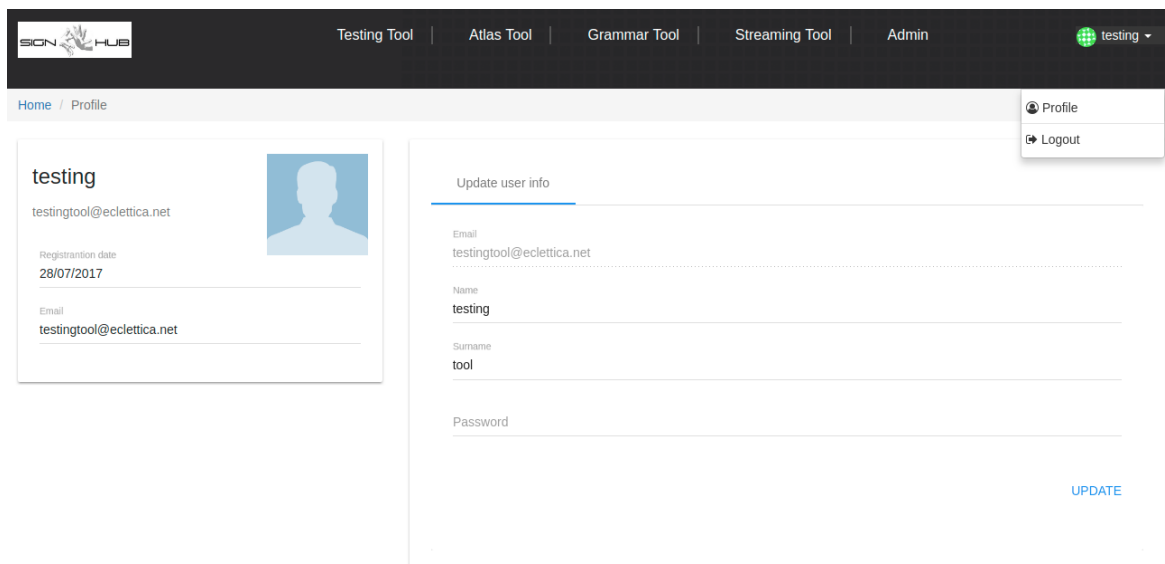 SIGN HUB
Testing Tool | Atlas Tool | Grammar Tool | Streaming Tool | Admin
testing
Home / Profile
Profile
Logout
testing
testingtool@eclettica.net
Registrantion date
28/07/2017
Email
testingtool@eclettica.net
Update user info
Email
testingtool@eclettica.net
Name
testing
Surname
tool
Password
UPDATE